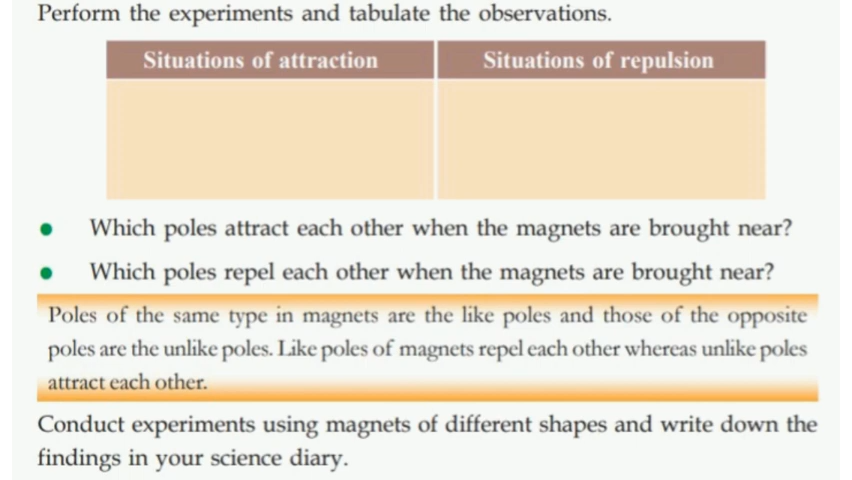 Perform the experiments and tabulate the observations.
Situations of attraction
Situations of repulsion
Which poles attract each other when the magnets are brought near?
Which poles repel each other when the magnets are brought near?
Poles of the same type in magnets are the like poles and those of the opposite
poles are the unlike poles. Like poles of magnets repel each other whereas unlike poles
attract each other.
Conduct experiments using magnets of different shapes and write down the
findings in your science diary.